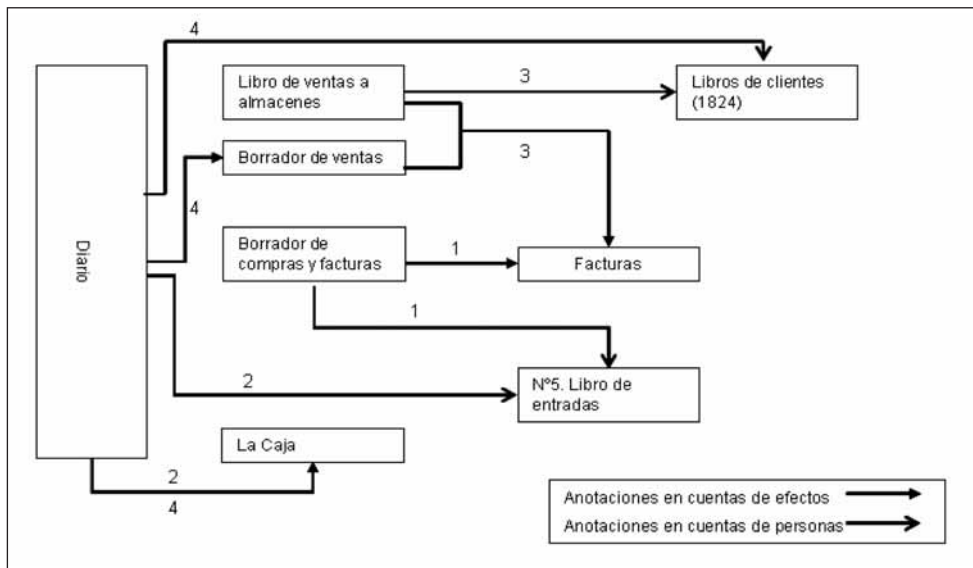 4
Libro de ventas a
almacenes
3
Libros de clientes
(1824)
Borrador de ventas
3
4
Diario
Borrador de
compras y facturas
1
Facturas
1
2
Nº5. Libro de
entradas
La Caja
2
4
Anotaciones en cuentas de efectos
Anotaciones en cuentas de personas